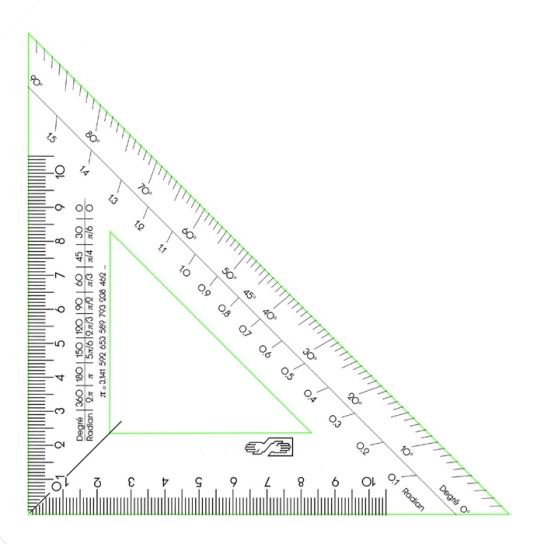 90° 80° 70° 60° 50° 45° 40° 30° 20° 10° 0° Degré
1.5 1.4 1.3 1.2 1.1 1.0 0.9 0.8 0.7 0.6 0.5 0.4 0.3 0.2 0.1 Radian
10 9 8 7 6 5 4 3 2 1 0
Degré |360|180|150|120|90|60|45|30|0
Radian|2π|π|5π/6|2π/3|π/2|π/3|π/4|π/6|0
π = 3.141 592 653 589 793 238 462 ...
1 2 3 4 5 6 7 8 9 10